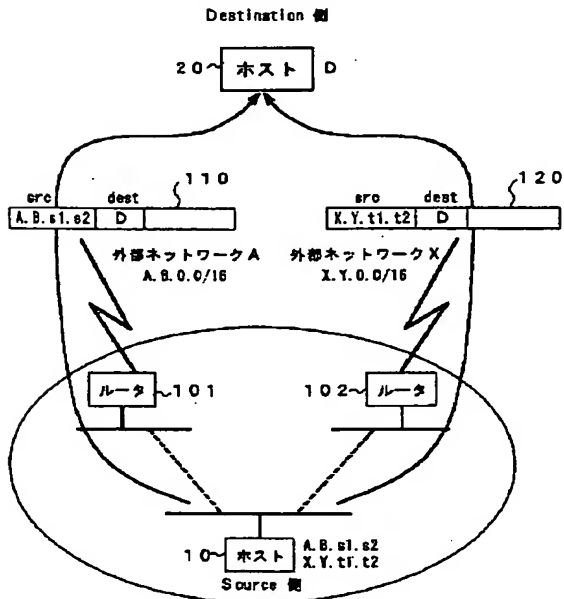 Destination 側
20 ホスト D
110
120
src dest
A.B.s1.s2 D
src dest
X.Y.t1.t2 D
外部ネットワークA
A.B.0.0/16
外部ネットワークX
X.Y.0.0/16
ルータ 101
102 ルータ
10 ホスト
A.B.s1.s2
X.Y.t1.t2
Source 側